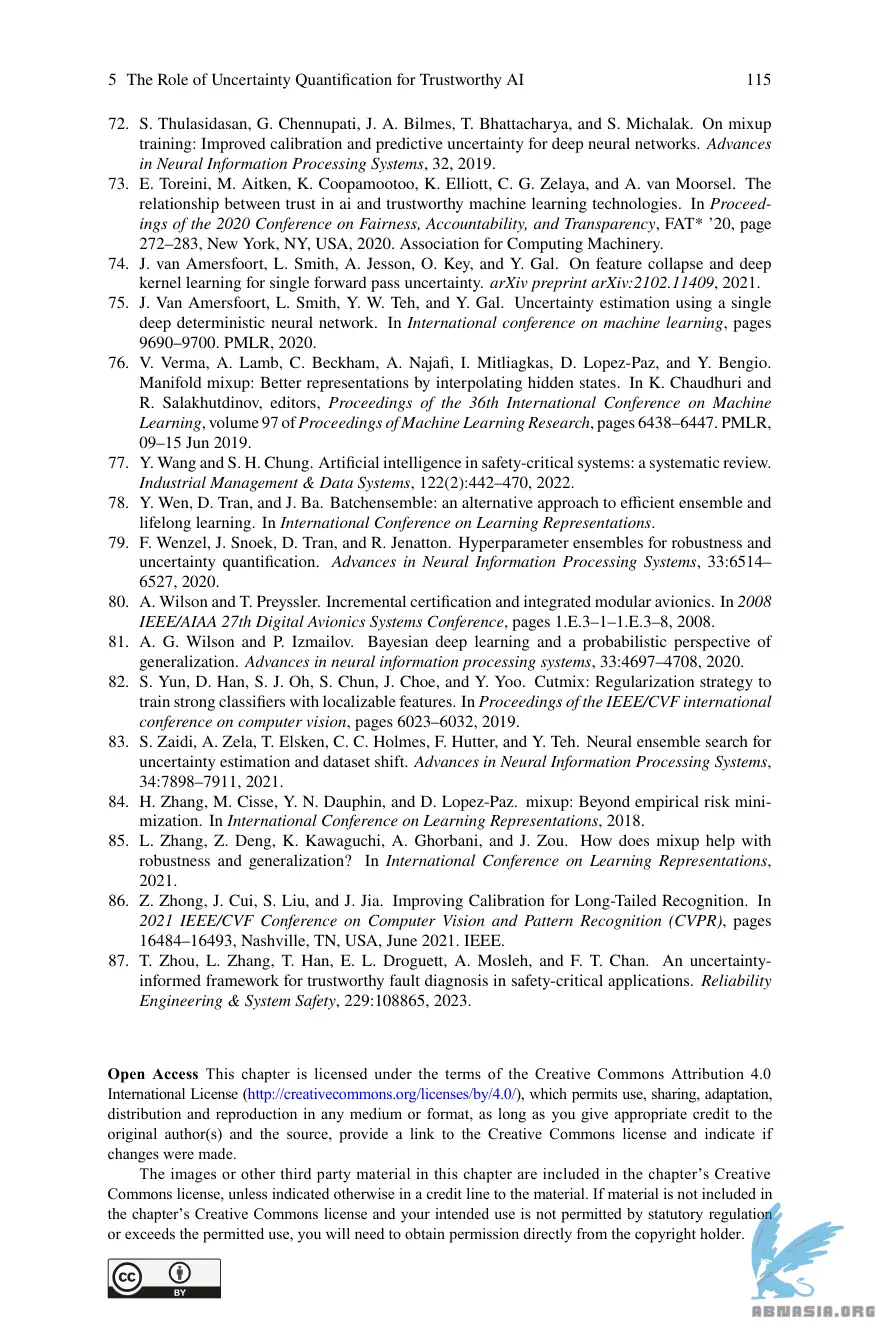 5 The Role of Uncertainty Quantification for Trustworthy AI 115
72. S. Thulasidasan, G. Chennupati, J. A. Bilmes, T. Bhattacharya, and S. Michalak. On mixup
training: Improved calibration and predictive uncertainty for deep neural networks. Advances
in Neural Information Processing Systems, 32, 2019.
73. E. Toreini, M. Aitken, K. Coopamootoo, K. Elliott, C. G. Zelaya, and A. van Moorsel. The
relationship between trust in ai and trustworthy machine learning technologies. In Proceed-
ings of the 2020 Conference on Fairness, Accountability, and Transparency, FAT* ’20, page
272–283, New York, NY, USA, 2020. Association for Computing Machinery.
74. J. van Amersfoort, L. Smith, A. Jesson, O. Key, and Y. Gal. On feature collapse and deep
kernel learning for single forward pass uncertainty. arXiv preprint arXiv:2102.11409, 2021.
75. J. Van Amersfoort, L. Smith, Y. W. Teh, and Y. Gal. Uncertainty estimation using a single
deep deterministic neural network. In International conference on machine learning, pages
9690–9700. PMLR, 2020.
76. V. Verma, A. Lamb, C. Beckham, A. Najafi, I. Mitliagkas, D. Lopez-Paz, and Y. Bengio.
Manifold mixup: Better representations by interpolating hidden states. In K. Chaudhuri and
R. Salakhutdinov, editors, Proceedings of the 36th International Conference on Machine
Learning, volume 97 of Proceedings of Machine Learning Research, pages 6438–6447. PMLR,
09–15 Jun 2019.
77. Y. Wang and S. H. Chung. Artificial intelligence in safety-critical systems: a systematic review.
Industrial Management & Data Systems, 122(2):442–470, 2022.
78. Y. Wen, D. Tran, and J. Ba. Batchensemble: an alternative approach to efficient ensemble and
lifelong learning. In International Conference on Learning Representations.
79. F. Wenzel, J. Snoek, D. Tran, and R. Jenatton. Hyperparameter ensembles for robustness and
uncertainty quantification. Advances in Neural Information Processing Systems, 33:6514–
6527, 2020.
80. A. Wilson and T. Preyssler. Incremental certification and integrated modular avionics. In 2008
IEEE/AIAA 27th Digital Avionics Systems Conference, pages 1.E.3–1–1.E.3–8, 2008.
81. A. G. Wilson and P. Izmailov. Bayesian deep learning and a probabilistic perspective of
generalization. Advances in neural information processing systems, 33:4697–4708, 2020.
82. S. Yun, D. Han, S. J. Oh, S. Chun, J. Choe, and Y. Yoo. Cutmix: Regularization strategy to
train strong classifiers with localizable features. In Proceedings of the IEEE/CVF international
conference on computer vision, pages 6023–6032, 2019.
83. S. Zaidi, A. Zela, T. Elsken, C. C. Holmes, F. Hutter, and Y. Teh. Neural ensemble search for
uncertainty estimation and dataset shift. Advances in Neural Information Processing Systems,
34:7898–7911, 2021.
84. H. Zhang, M. Cisse, Y. N. Dauphin, and D. Lopez-Paz. mixup: Beyond empirical risk mini-
mization. In International Conference on Learning Representations, 2018.
85. L. Zhang, Z. Deng, K. Kawaguchi, A. Ghorbani, and J. Zou. How does mixup help with
robustness and generalization? In International Conference on Learning Representations,
2021.
86. Z. Zhong, J. Cui, S. Liu, and J. Jia. Improving Calibration for Long-Tailed Recognition. In
2021 IEEE/CVF Conference on Computer Vision and Pattern Recognition (CVPR), pages
16484–16493, Nashville, TN, USA, June 2021. IEEE.
87. T. Zhou, L. Zhang, T. Han, E. L. Droguett, A. Mosleh, and F. T. Chan. An uncertainty-
informed framework for trustworthy fault diagnosis in safety-critical applications. Reliability
Engineering & System Safety, 229:108865, 2023.
Open Access This chapter is licensed under the terms of the Creative Commons Attribution 4.0
International License (http://creativecommons.org/licenses/by/4.0/), which permits use, sharing, adaptation,
distribution and reproduction in any medium or format, as long as you give appropriate credit to the
original author(s) and the source, provide a link to the Creative Commons license and indicate if
changes were made.
The images or other third party material in this chapter are included in the chapter’s Creative
Commons license, unless indicated otherwise in a credit line to the material. If material is not included in
the chapter’s Creative Commons license and your intended use is not permitted by statutory regulation
or exceeds the permitted use, you will need to obtain permission directly from the copyright holder.
cc
BY
ABNASIA.ORG